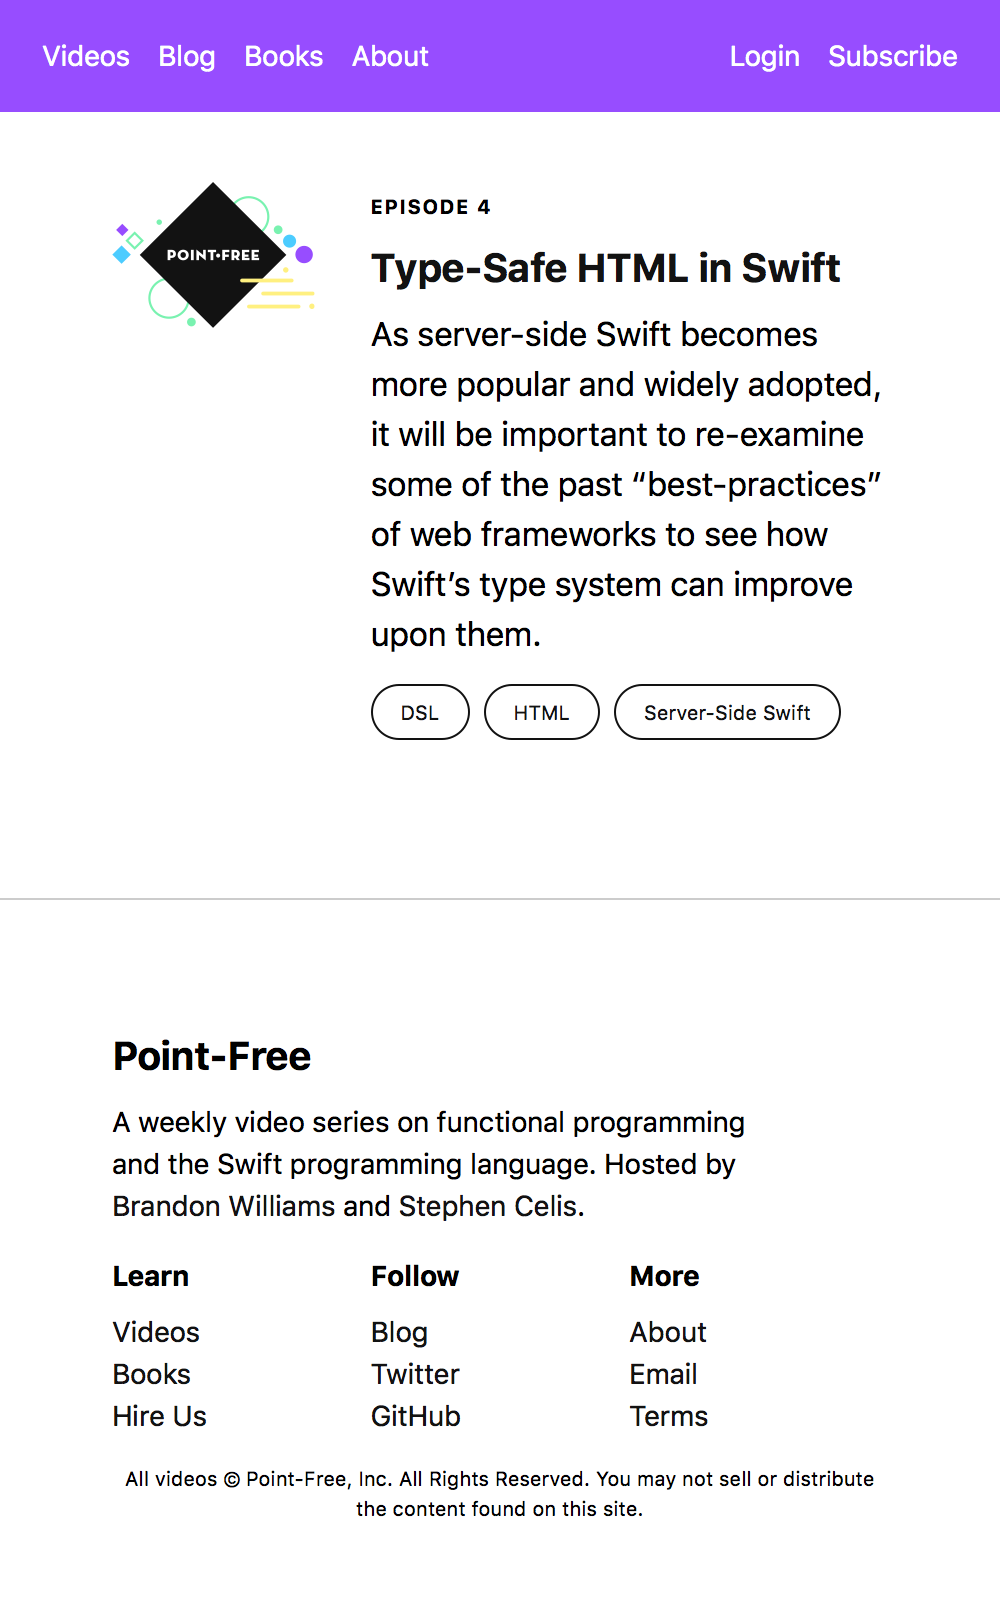 Videos Blog Books About Login Subscribe
POINT•FREE
EPISODE 4
Type-Safe HTML in Swift
As server-side Swift becomes
more popular and widely adopted,
it will be important to re-examine
some of the past “best-practices”
of web frameworks to see how
Swift’s type system can improve
upon them.
DSL HTML Server-Side Swift
Point-Free
A weekly video series on functional programming
and the Swift programming language. Hosted by
Brandon Williams and Stephen Celis.
Learn Follow More
Videos Blog About
Books Twitter Email
Hire Us GitHub Terms
All videos © Point-Free, Inc. All Rights Reserved. You may not sell or distribute
the content found on this site.